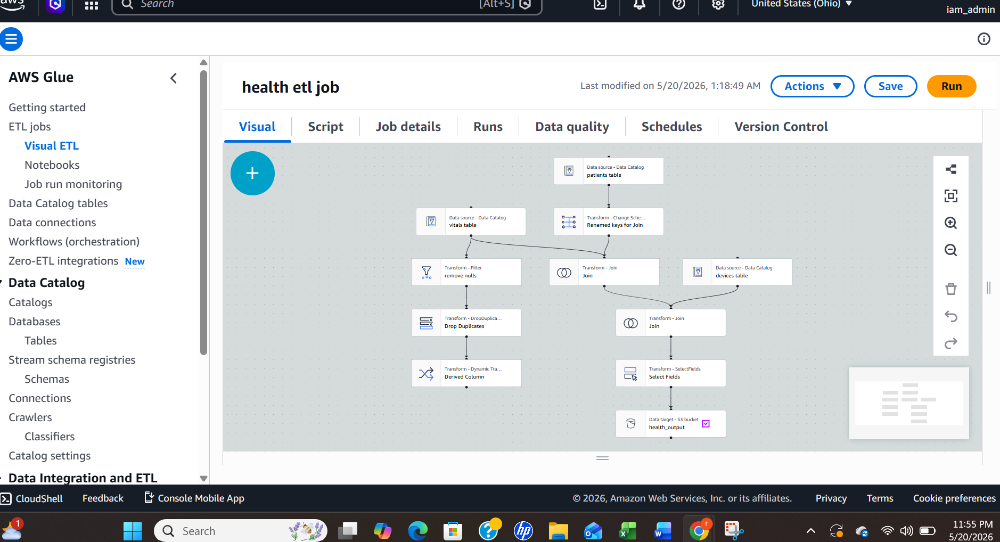 aws
Search
[Alt+S]
United States (Ohio)
iam_admin
AWS Glue
Getting started
ETL jobs
Visual ETL
Notebooks
Job run monitoring
Data Catalog tables
Data connections
Workflows (orchestration)
Zero-ETL integrations New
Data Catalog
Catalogs
Databases
Tables
Stream schema registries
Schemas
Connections
Crawlers
Classifiers
Catalog settings
Data Integration and ETL
health etl job
Last modified on 5/20/2026, 1:18:49 AM
Actions
Save
Run
Visual
Script
Job details
Runs
Data quality
Schedules
Version Control
Data source - Data Catalog
patients table
Data source - Data Catalog
vitals table
Transform - Change Sche...
Renamed keys for Join
Transform - Filter
remove nulls
Transform - Join
Join
Data source - Data Catalog
devices table
Transform - DropDuplica...
Drop Duplicates
Transform - Join
Join
Transform - Dynamic Tra...
Derived Column
Transform - SelectFields
Select Fields
Data target - S3 bucket
health_output
CloudShell
Feedback
Console Mobile App
© 2026, Amazon Web Services, Inc. or its affiliates.
Privacy
Terms
Cookie preferences
1
Search
hp
r
11:55 PM
5/20/2026